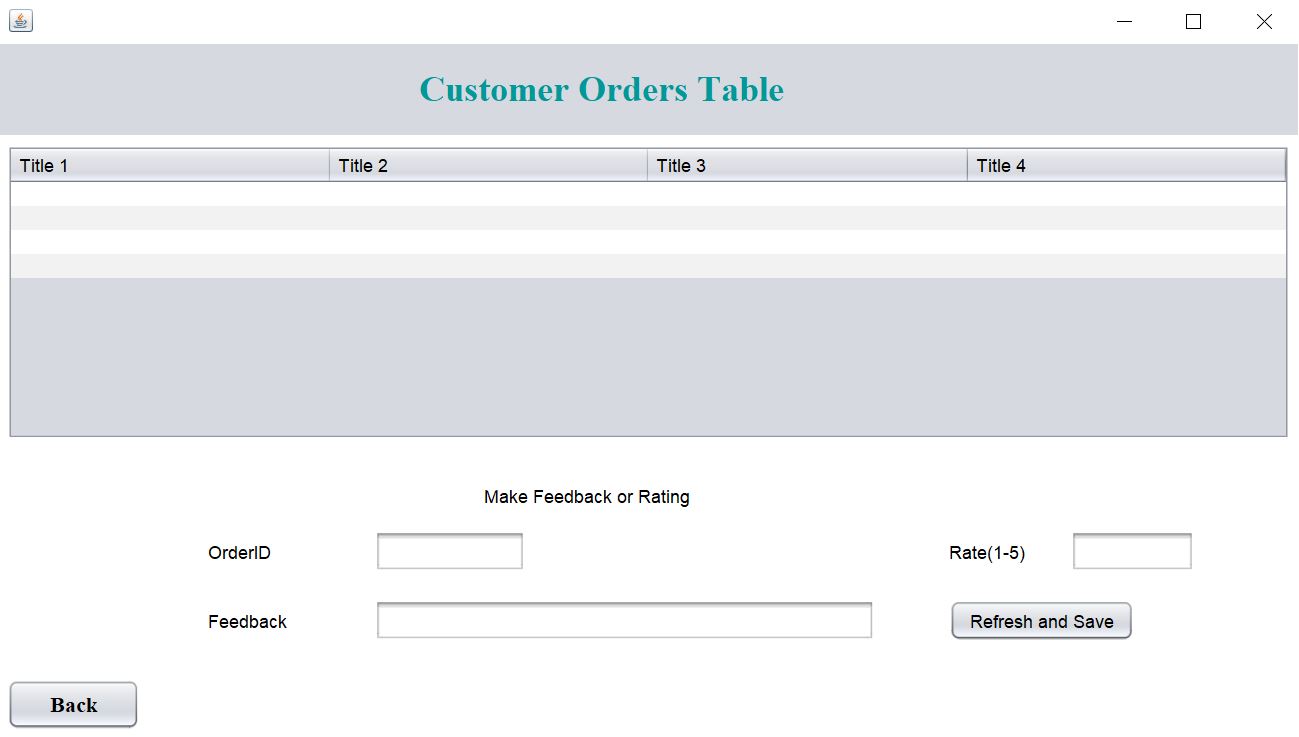 Customer Orders Table
Title 1 Title 2 Title 3 Title 4
Make Feedback or Rating
OrderID Rate(1-5)
Feedback Refresh and Save
Back